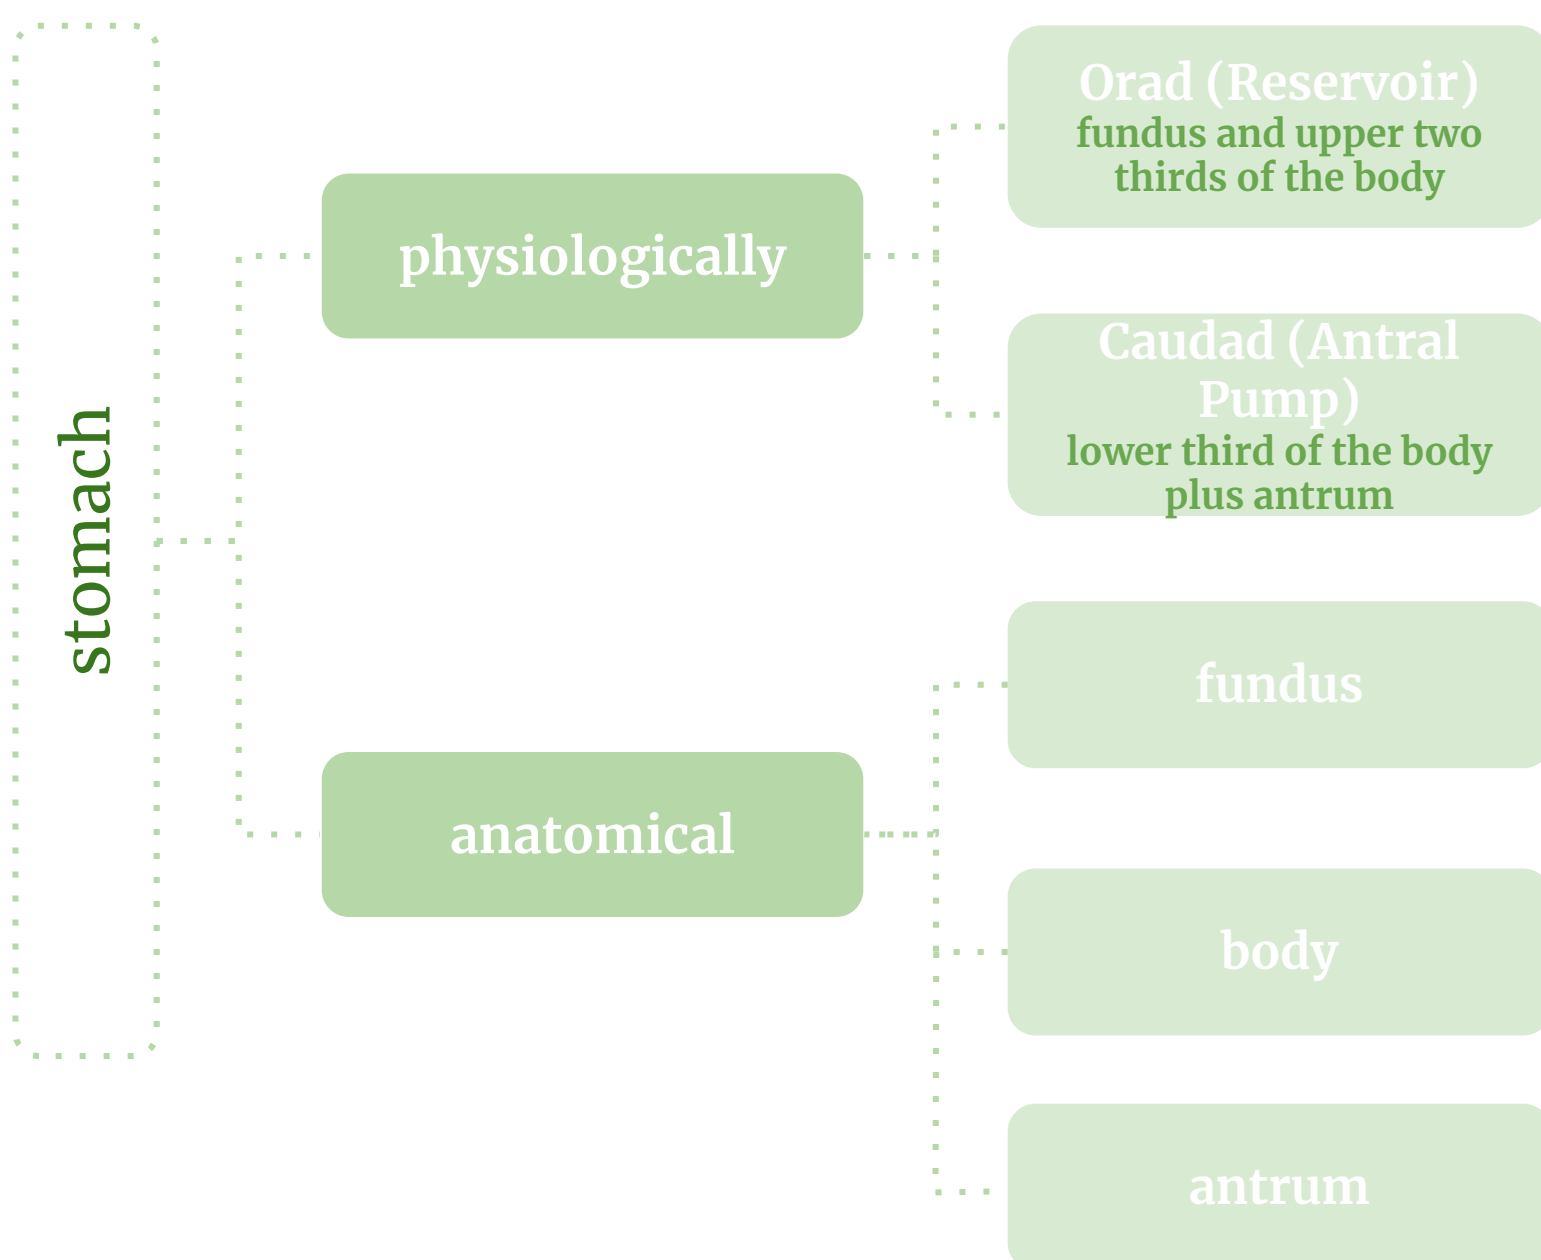 stomach
physiologically
Orad (Reservoir)
fundus and upper two
thirds of the body
Caudad (Antral
Pump)
lower third of the body
plus antrum
anatomical
fundus
body
antrum